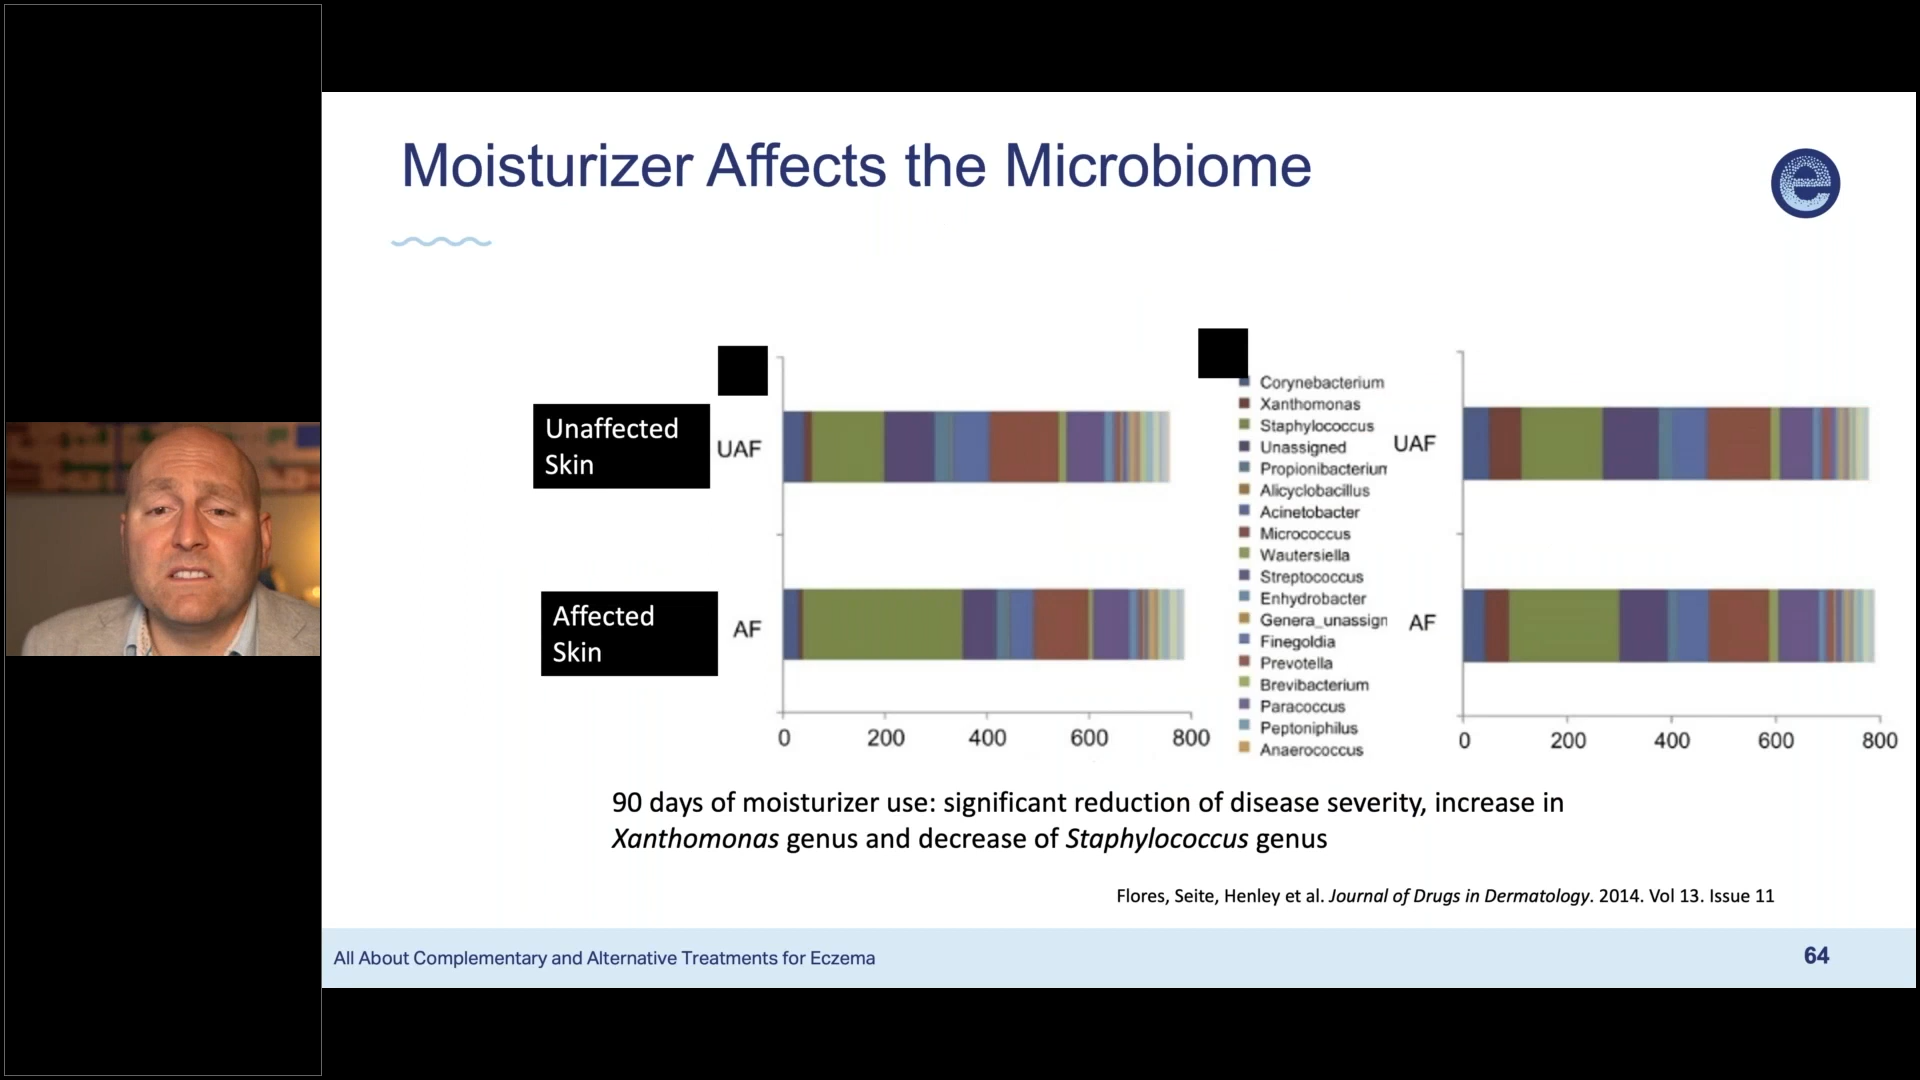 Moisturizer Affects the Microbiome
Unaffected
Skin
UAF
Affected
Skin
AF
0 200 400 600 800
Corynebacterium
Xanthomonas
Staphylococcus
Unassigned
Propionibacterium
Alicyclobacillus
Acinetobacter
Micrococcus
Wautersiella
Streptococcus
Enhydrobacter
Genera_unassign
Finegoldia
Prevotella
Brevibacterium
Paracoccus
Peptoniphilus
Anaerococcus
UAF
AF
0 200 400 600 800
90 days of moisturizer use: significant reduction of disease severity, increase in
Xanthomonas genus and decrease of Staphylococcus genus
Flores, Seite, Henley et al. Journal of Drugs in Dermatology. 2014. Vol 13. Issue 11
All About Complementary and Alternative Treatments for Eczema
64